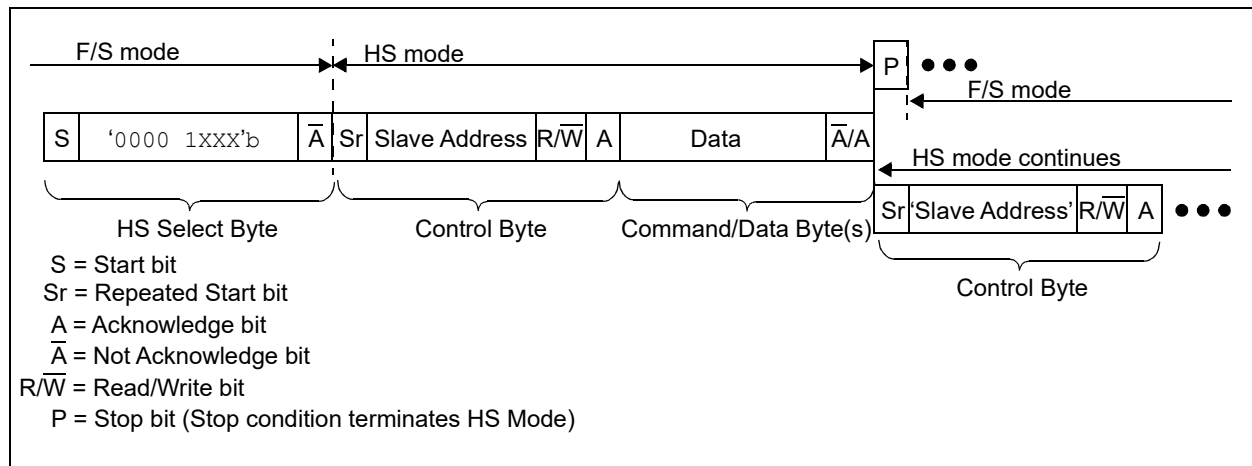 F/S mode
HS mode
P
F/S mode
S '0000 1XXX'b A̅ Sr Slave Address R/W̅ A Data A̅/A
HS mode continues
Sr 'Slave Address' R/W̅ A
HS Select Byte
Control Byte
Command/Data Byte(s)
Control Byte
S = Start bit
Sr = Repeated Start bit
A = Acknowledge bit
A̅ = Not Acknowledge bit
R/W̅ = Read/Write bit
P = Stop bit (Stop condition terminates HS Mode)